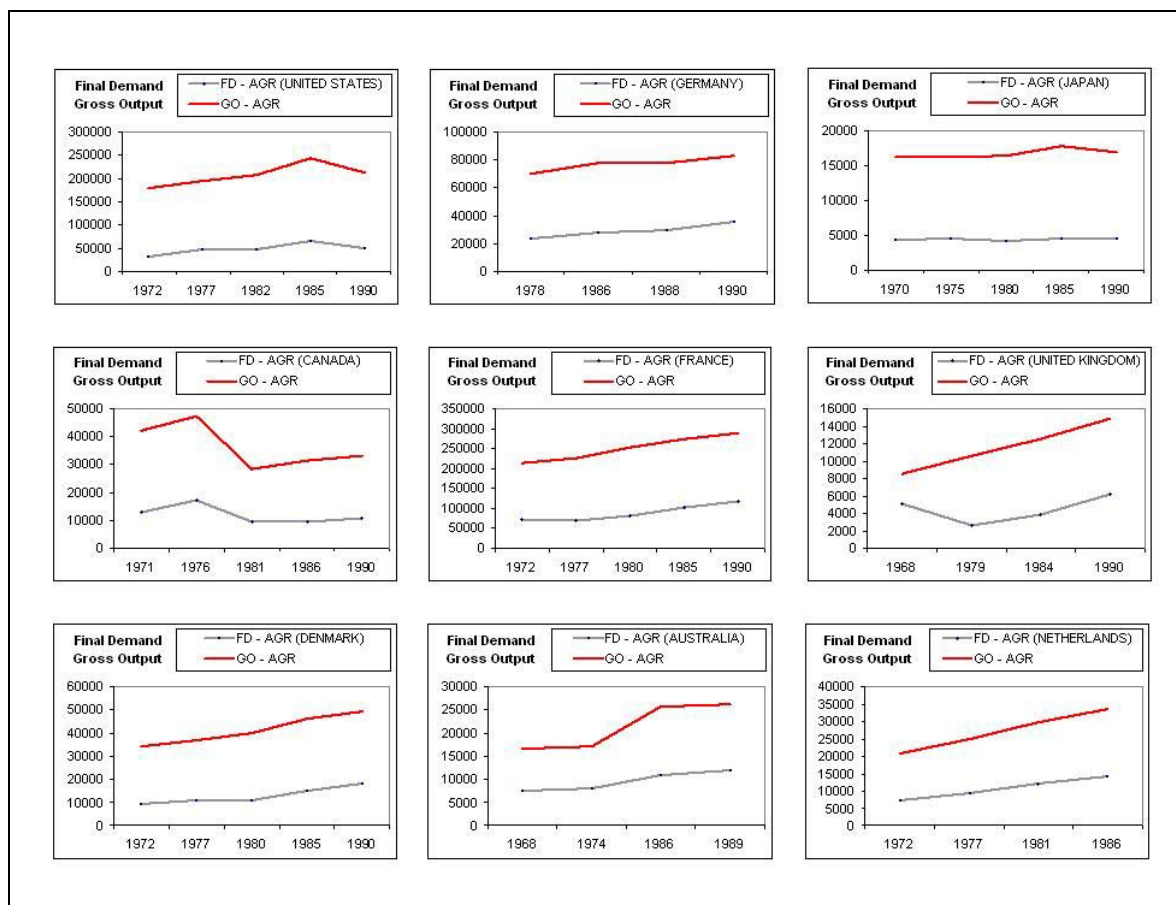 Final Demand
Gross Output
FD - AGR (UNITED STATES)
GO - AGR
300000
250000
200000
150000
100000
50000
0
1972 1977 1982 1985 1990
Final Demand
Gross Output
FD - AGR (GERMANY)
GO - AGR
100000
80000
60000
40000
20000
0
1978 1986 1988 1990
Final Demand
Gross Output
FD - AGR (JAPAN)
GO - AGR
20000
15000
10000
5000
0
1970 1975 1980 1985 1990
Final Demand
Gross Output
FD - AGR (CANADA)
GO - AGR
50000
40000
30000
20000
10000
0
1971 1976 1981 1986 1990
Final Demand
Gross Output
FD - AGR (FRANCE)
GO - AGR
350000
300000
250000
200000
150000
100000
50000
0
1972 1977 1980 1985 1990
Final Demand
Gross Output
FD - AGR (UNITED KINGDOM)
GO - AGR
16000
14000
12000
10000
8000
6000
4000
2000
0
1968 1979 1984 1990
Final Demand
Gross Output
FD - AGR (DENMARK)
GO - AGR
60000
50000
40000
30000
20000
10000
0
1972 1977 1980 1985 1990
Final Demand
Gross Output
FD - AGR (AUSTRALIA)
GO - AGR
30000
25000
20000
15000
10000
5000
0
1968 1974 1986 1989
Final Demand
Gross Output
FD - AGR (NETHERLANDS)
GO - AGR
40000
35000
30000
25000
20000
15000
10000
5000
0
1972 1977 1981 1986